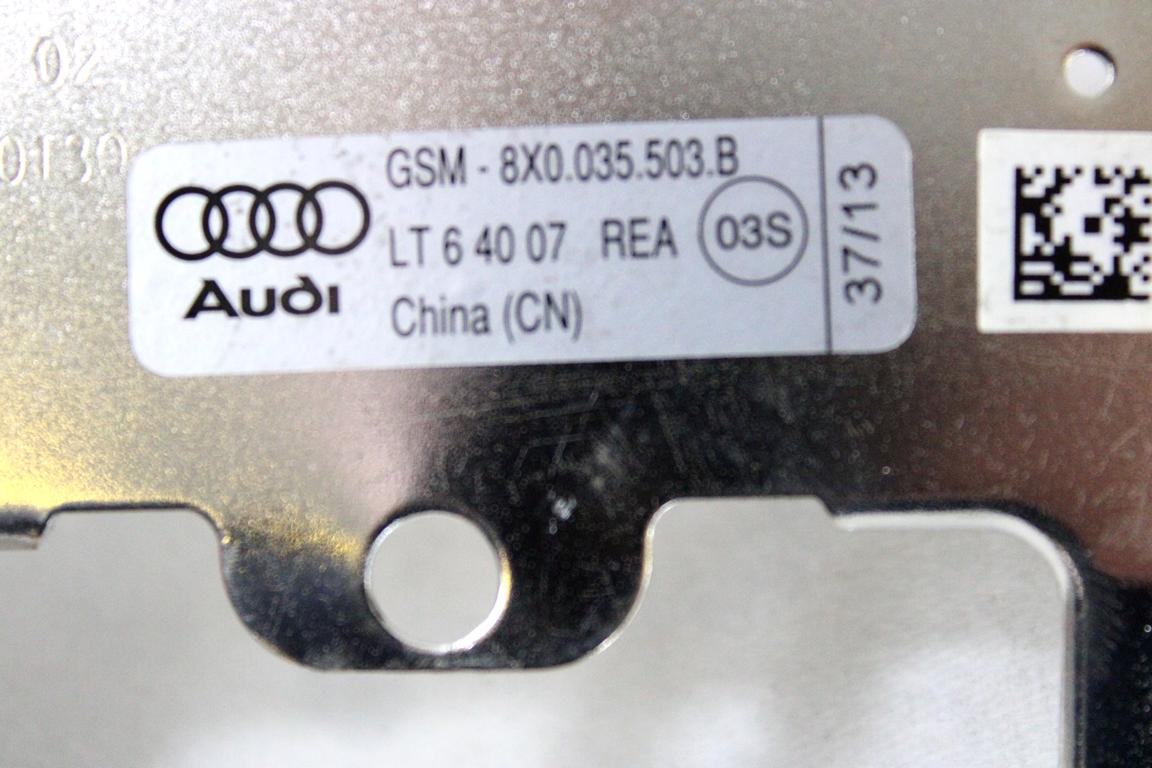 02
GSM - 8X0.035.503.B
Audi
LT 6 40 07 REA 03S
China (CN)
37/13